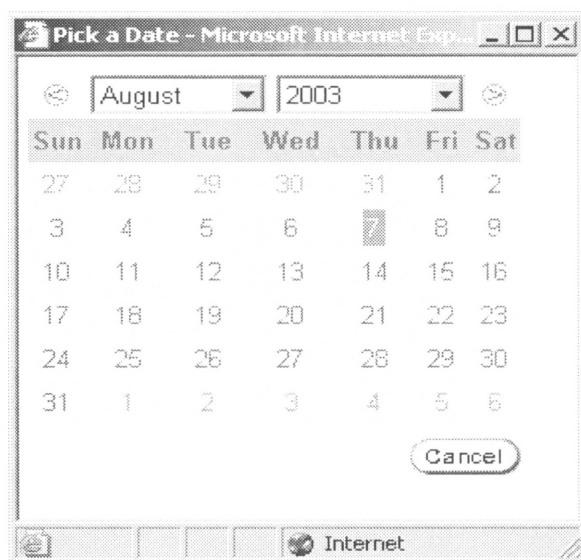 Pick a Date - Microsoft Internet Exp...
August 2003
Sun Mon Tue Wed Thu Fri Sat
27 28 29 30 31 1 2
3 4 5 6 7 8 9
10 11 12 13 14 15 16
17 18 19 20 21 22 23
24 25 26 27 28 29 30
31 1 2 3 4 5 6
Cancel
Internet